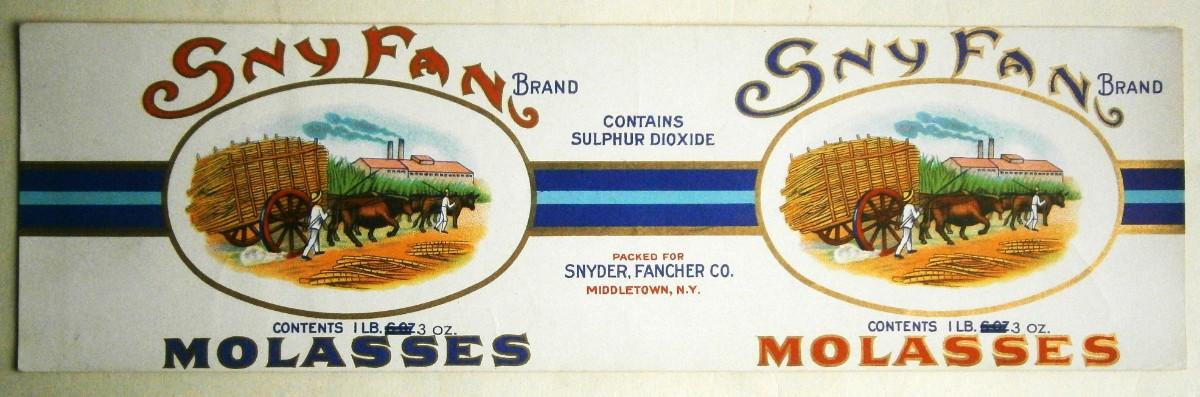 SNY FAN BRAND
CONTENTS 1 LB. 6 OZ. 3 OZ.
MOLASSES
CONTAINS
SULPHUR DIOXIDE
PACKED FOR
SNYDER, FANCHER CO.
MIDDLETOWN, N.Y.
SNY FAN BRAND
CONTENTS 1 LB. 6 OZ. 3 OZ.
MOLASSES